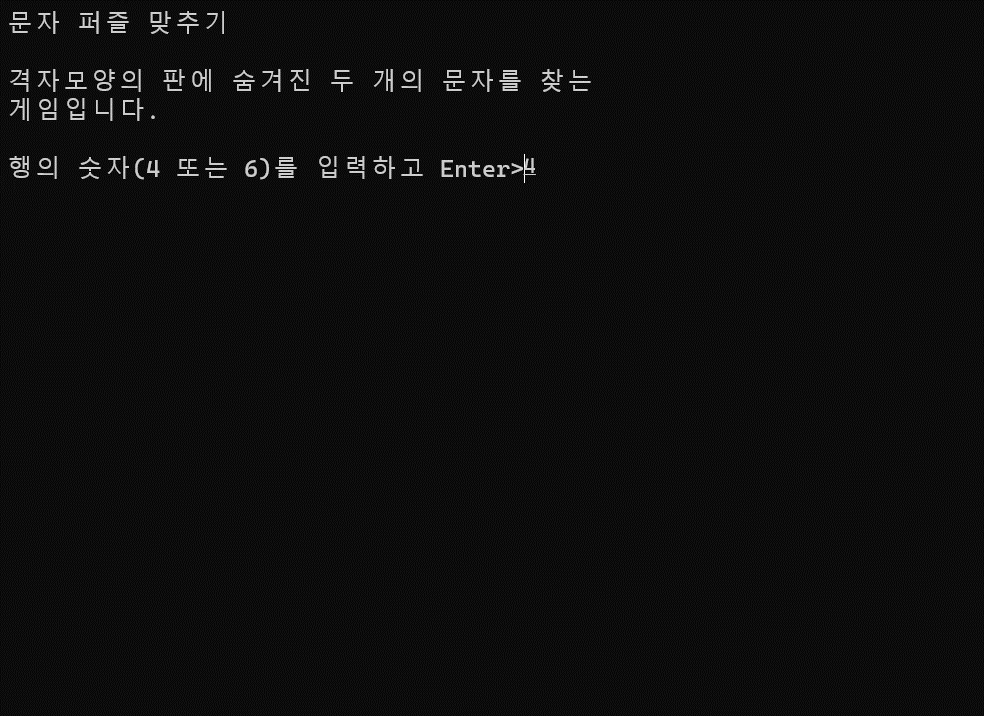 문자 퍼즐 맞추기
격자모양의 판에 숨겨진 두 개의 문자를 찾는
게임입니다.
행의 숫자(4 또는 6)를 입력하고 Enter>4